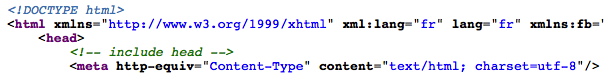 <!DOCTYPE html>
<html xmlns="http://www.w3.org/1999/xhtml" xml:lang="fr" lang="fr" xmlns:fb='
<head>
<!-- include head -->
<meta http-equiv="Content-Type" content="text/html; charset=utf-8"/>